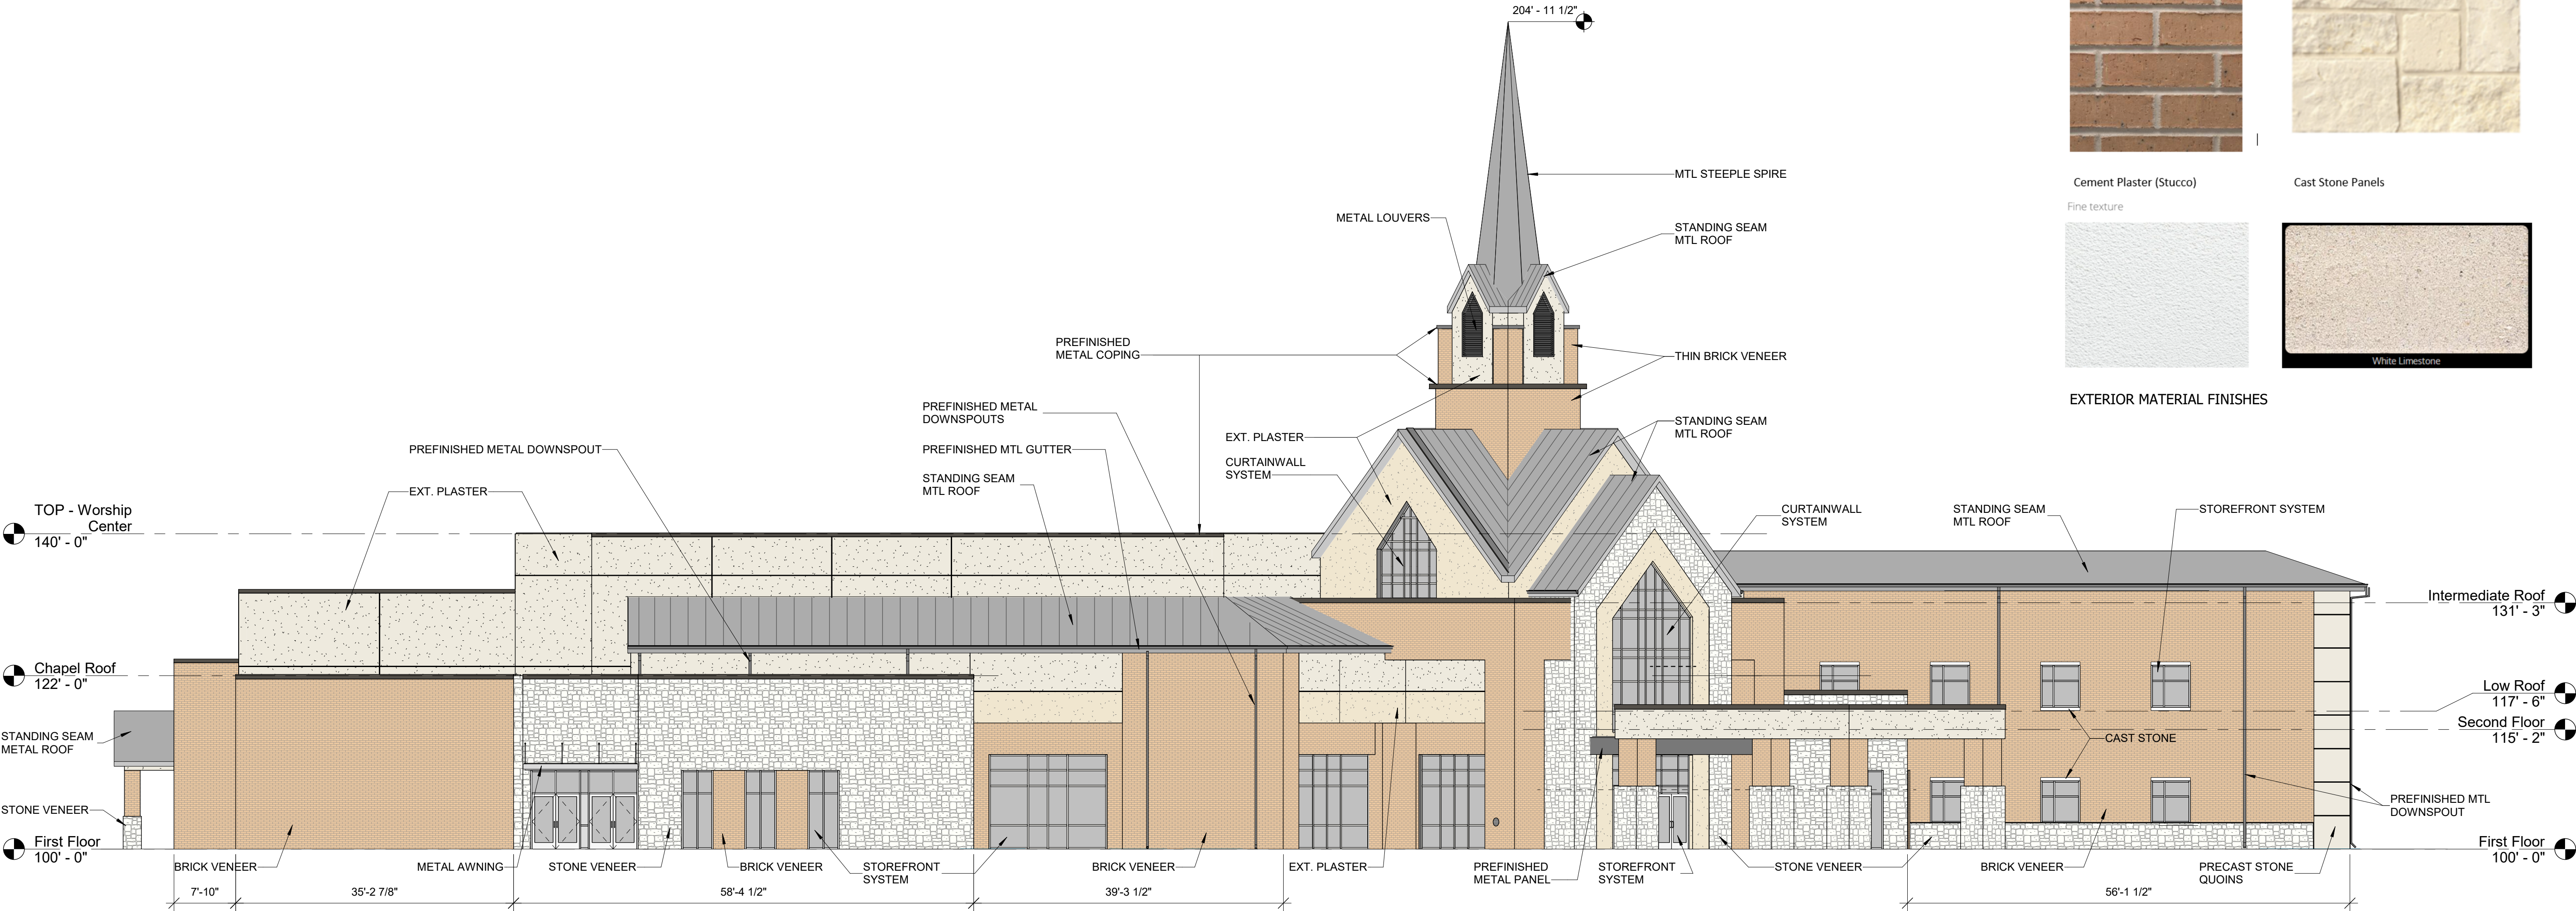 204' - 11 1/2"
MTL STEEPLE SPIRE
METAL LOUVERS
STANDING SEAM
MTL ROOF
PREFINISHED
METAL COPING
THIN BRICK VENEER
PREFINISHED METAL
DOWNSPOUTS
STANDING SEAM
MTL ROOF
EXT. PLASTER
PREFINISHED METAL DOWNSPOUT
PREFINISHED MTL GUTTER
CURTAINWALL
SYSTEM
STANDING SEAM
MTL ROOF
EXT. PLASTER
CURTAINWALL
SYSTEM
STANDING SEAM
MTL ROOF
STOREFRONT SYSTEM
TOP - Worship
Center
140' - 0"
Chapel Roof
122' - 0"
STANDING SEAM
METAL ROOF
STONE VENEER
First Floor
100' - 0"
Intermediate Roof
131' - 3"
Low Roof
117' - 6"
Second Floor
115' - 2"
CAST STONE
PREFINISHED MTL
DOWNSPOUT
First Floor
100' - 0"
BRICK VENEER
METAL AWNING
STONE VENEER
BRICK VENEER
STOREFRONT
SYSTEM
BRICK VENEER
EXT. PLASTER
PREFINISHED
METAL PANEL
STOREFRONT
SYSTEM
STONE VENEER
BRICK VENEER
PRECAST STONE
QUOINS
7'-10"
35'-2 7/8"
58'-4 1/2"
39'-3 1/2"
56'-1 1/2"
Cement Plaster (Stucco)
Cast Stone Panels
Fine texture
White Limestone
EXTERIOR MATERIAL FINISHES